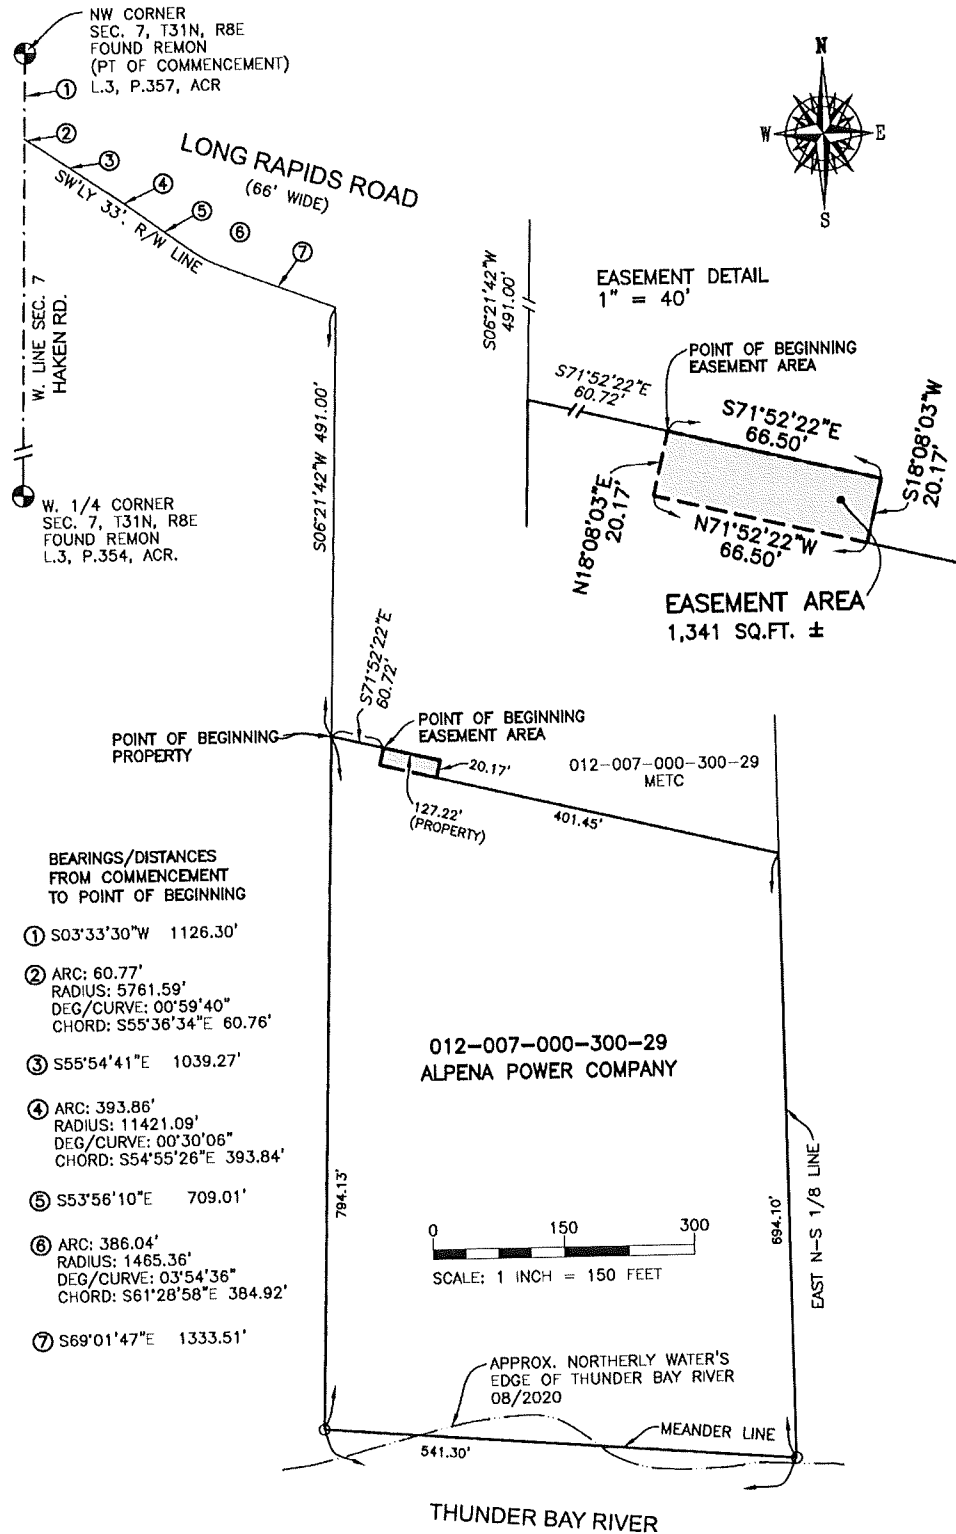 NW CORNER
SEC. 7, T31N, R8E
FOUND REMON
(PT OF COMMENCEMENT)
L.3, P.357, ACR
1
2
3
4
5
6
7
LONG RAPIDS ROAD
(66' WIDE)
SW'LY 33'. R/W LINE
N
W
E
S
W. LINE SEC. 7
HAKEN RD.
W. 1/4 CORNER
SEC. 7, T31N, R8E
FOUND REMON
L.3, P.354, ACR.
S06°21'42"W 491.00'
EASEMENT DETAIL
1" = 40'
S06°21'42"W
491.00'
S71°52'22"E
60.72'
POINT OF BEGINNING
EASEMENT AREA
S71°52'22"E
66.50'
S18°08'03"W
20.17'
N18°08'03"E
20.17'
N71°52'22"W
66.50'
EASEMENT AREA
1,341 SQ.FT. ±
S71°52'22"E
60.72'
POINT OF BEGINNING
PROPERTY
POINT OF BEGINNING
EASEMENT AREA
20.17'
012-007-000-300-29
METC
127.22'
(PROPERTY)
401.45'
BEARINGS/DISTANCES
FROM COMMENCEMENT
TO POINT OF BEGINNING
1 S03°33'30"W 1126.30'
2 ARC: 60.77'
RADIUS: 5761.59'
DEG/CURVE: 00°59'40"
CHORD: S55°36'34"E 60.76'
3 S55°54'41"E 1039.27'
4 ARC: 393.86'
RADIUS: 11421.09'
DEG/CURVE: 00°30'06"
CHORD: S54°55'26"E 393.84'
5 S53°56'10"E 709.01'
6 ARC: 386.04'
RADIUS: 1465.36'
DEG/CURVE: 03°54'36"
CHORD: S61°28'58"E 384.92'
7 S69°01'47"E 1333.51'
012-007-000-300-29
ALPENA POWER COMPANY
794.13'
694.10'
EAST N-S 1/8 LINE
0 150 300
SCALE: 1 INCH = 150 FEET
APPROX. NORTHERLY WATER'S
EDGE OF THUNDER BAY RIVER
08/2020
MEANDER LINE
541.30'
THUNDER BAY RIVER